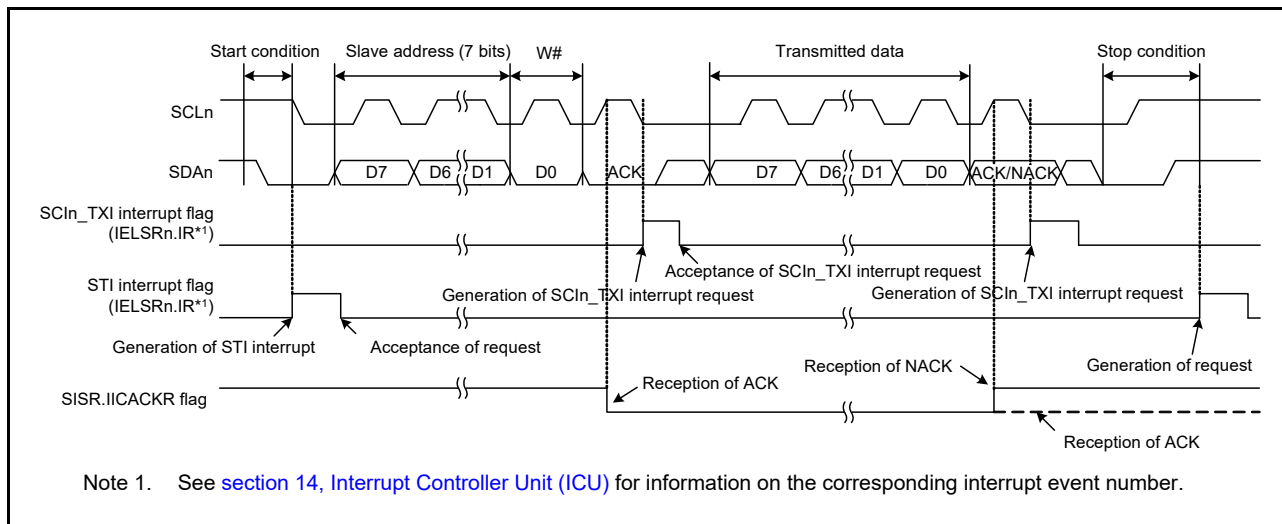 Start condition
Slave address (7 bits)
W#
Transmitted data
Stop condition
SCLn
SDAn
D7
D6
D1
D0
ACK
D7
D6
D1
D0
ACK/NACK
SCIn_TXI interrupt flag
(IELSRn.IR*1)
Acceptance of SCIn_TXI interrupt request
Generation of SCIn_TXI interrupt request
Generation of SCIn_TXI interrupt request
STI interrupt flag
(IELSRn.IR*1)
Generation of STI interrupt
Acceptance of request
Generation of request
SISR.IICACKR flag
Reception of ACK
Reception of NACK
Reception of ACK
Note 1. See section 14, Interrupt Controller Unit (ICU) for information on the corresponding interrupt event number.